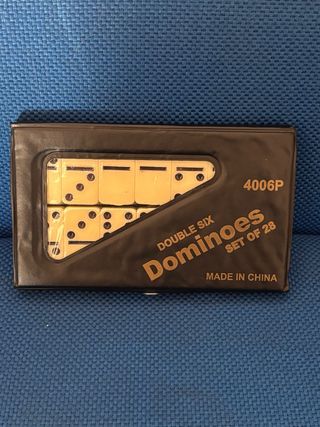 4006P
DOUBLE SIX
Dominoes
SET OF 28
MADE IN CHINA